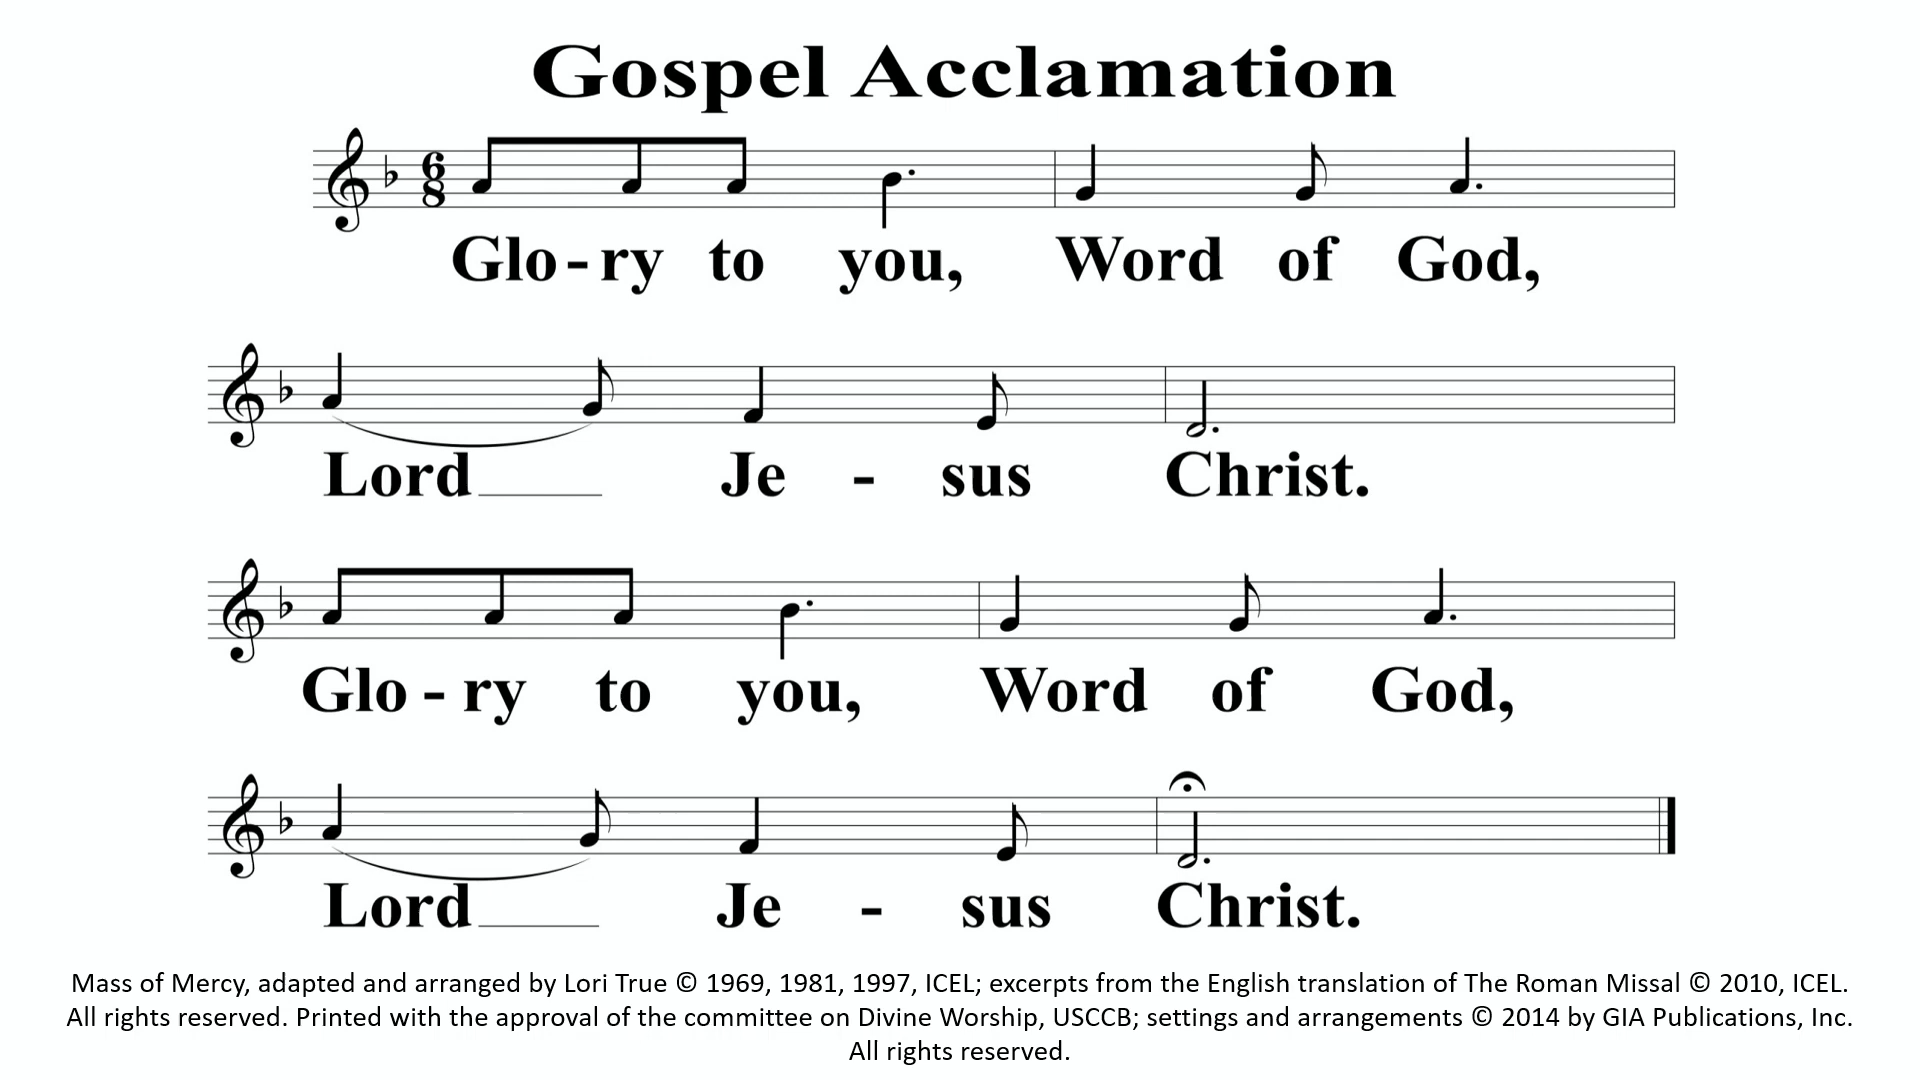 Gospel Acclamation
6
8
Glo - ry to you, Word of God,
Lord Je - sus Christ.
Glo - ry to you, Word of God,
Lord Je - sus Christ.
Mass of Mercy, adapted and arranged by Lori True © 1969, 1981, 1997, ICEL; excerpts from the English translation of The Roman Missal © 2010, ICEL.
All rights reserved. Printed with the approval of the committee on Divine Worship, USCCB; settings and arrangements © 2014 by GIA Publications, Inc.
All rights reserved.